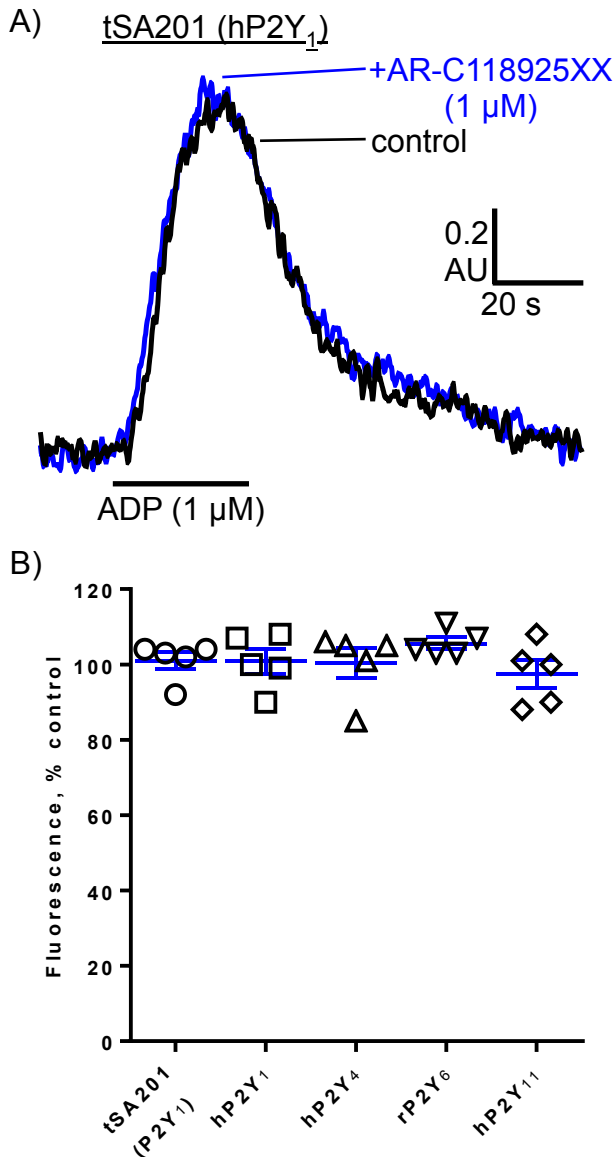 A)
tSA201 (hP2Y₁)
+AR-C118925XX
(1 µM)
control
0.2
AU
20 s
ADP (1 µM)
B)
Fluorescence, % control
120
100
80
60
40
20
0
tSA201
(P2Y₁)
hP2Y₁
hP2Y₄
rP2Y₆
hP2Y₁₁